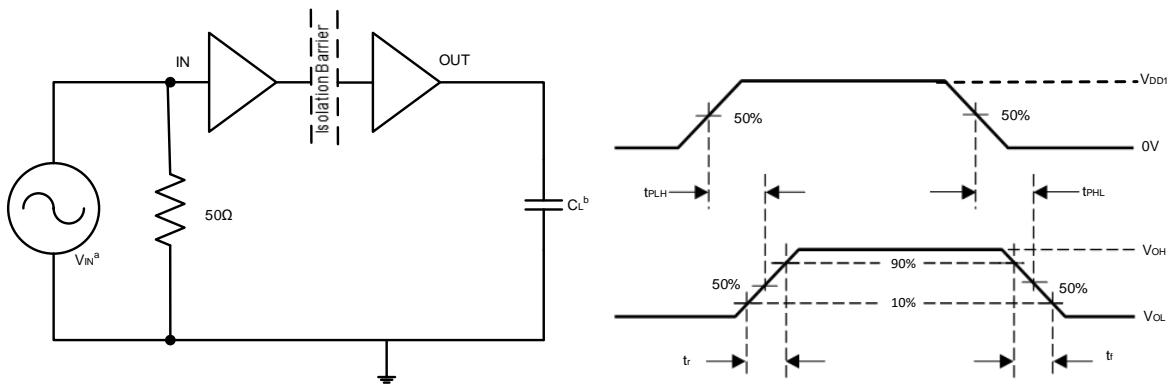 IN
Isolation Barrier
OUT
50Ω
VINᵃ
CLᵇ
VDD1
50%
50%
0V
tPLH
tPHL
VOH
90%
50%
50%
10%
VOL
tr
tf